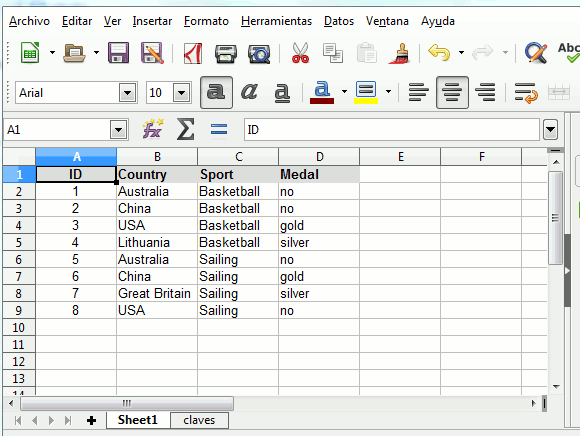 Archivo Editar Ver Insertar Formato Herramientas Datos Ventana Ayuda
Arial 10 a a a a
A1 fx Σ = ID
A B C D E F
1 ID Country Sport Medal
2 1 Australia Basketball no
3 2 China Basketball no
4 3 USA Basketball gold
5 4 Lithuania Basketball silver
6 5 Australia Sailing no
7 6 China Sailing gold
8 7 Great Britain Sailing silver
9 8 USA Sailing no
10
11
12
13
Sheet1 claves